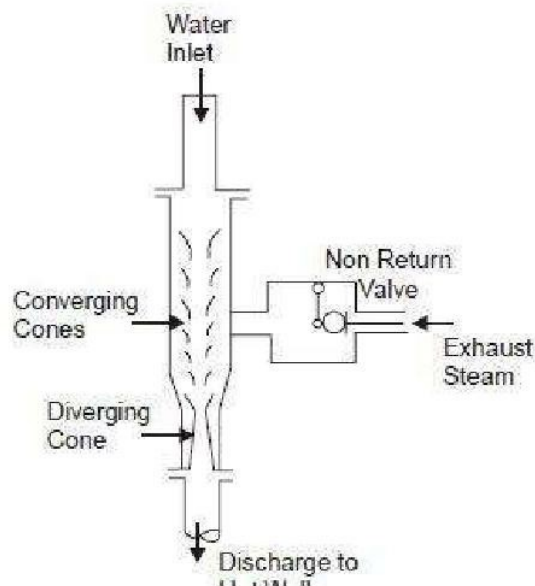 Water
Inlet
Non Return
Valve
Converging
Cones
Exhaust
Steam
Diverging
Cone
Discharge to